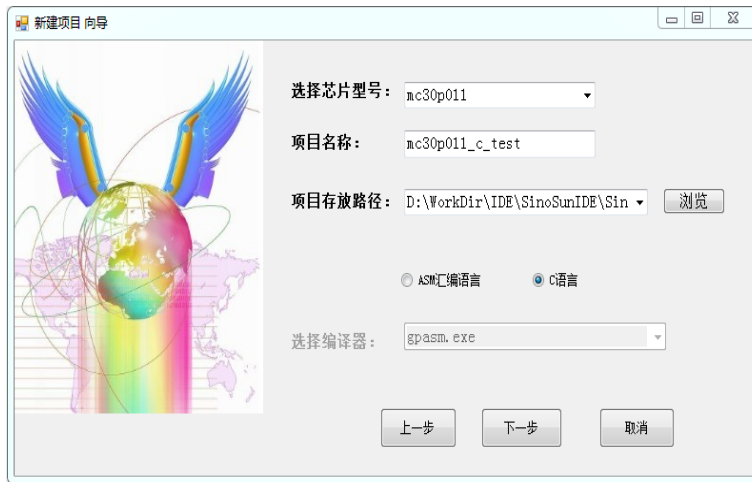 新建项目 向导
选择芯片型号： mc30p011
项目名称： mc30p011_c_test
项目存放路径： D:\WorkDir\IDE\SinoSunIDE\Sin 浏览
ASM汇编语言 C语言
选择编译器： gpasm.exe
上一步 下一步 取消